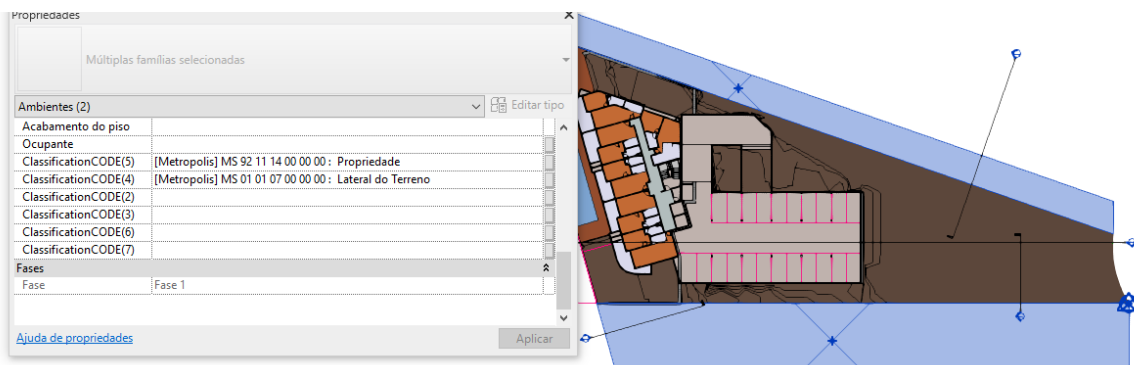 Propriedades
Múltiplas famílias selecionadas
Ambientes (2)
Editar tipo
Acabamento do piso
Ocupante
ClassificationCODE(5) [Metropolis] MS 92 11 14 00 00 00 : Propriedade
ClassificationCODE(4) [Metropolis] MS 01 01 07 00 00 00 : Lateral do Terreno
ClassificationCODE(2)
ClassificationCODE(3)
ClassificationCODE(6)
ClassificationCODE(7)
Fases
Fase Fase 1
Ajuda de propriedades
Aplicar